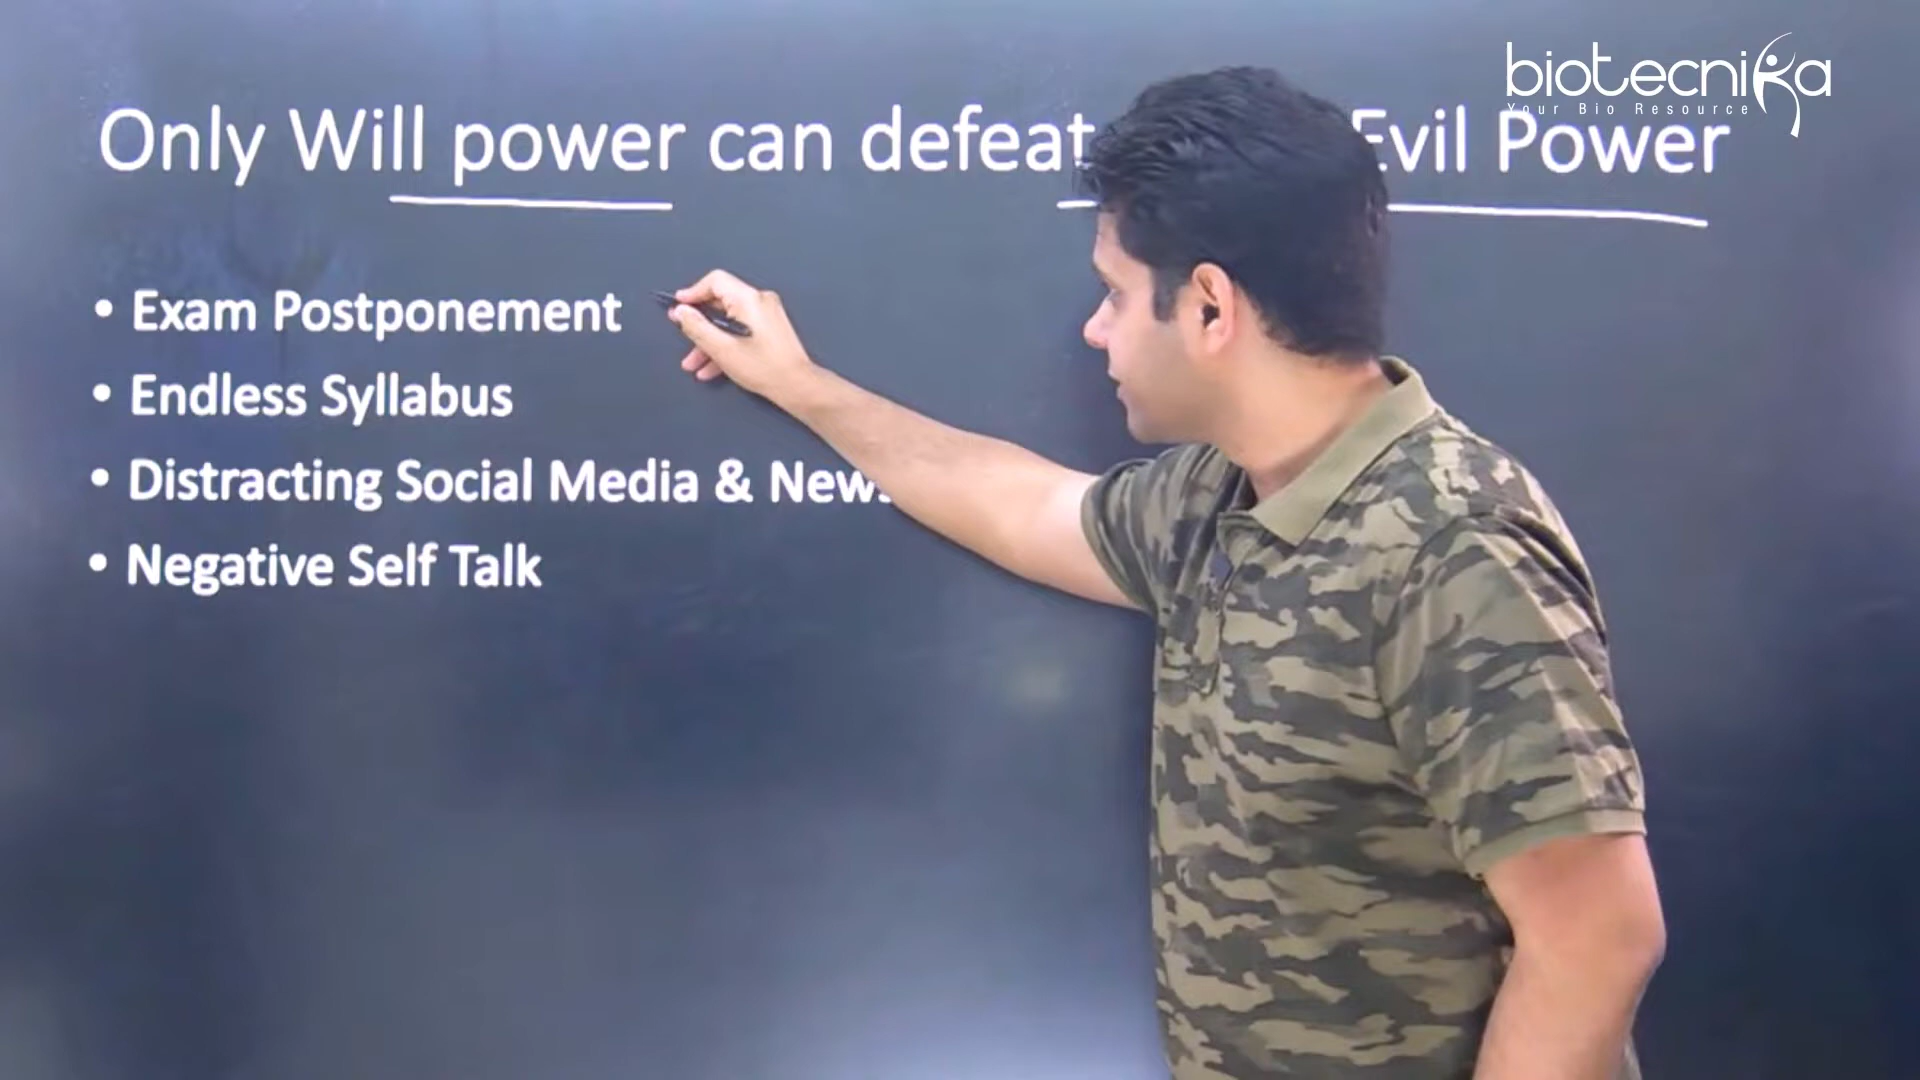 biotecnika
Your Bio Resource
Only Will power can defeat Evil Power
• Exam Postponement
• Endless Syllabus
• Distracting Social Media & News
• Negative Self Talk